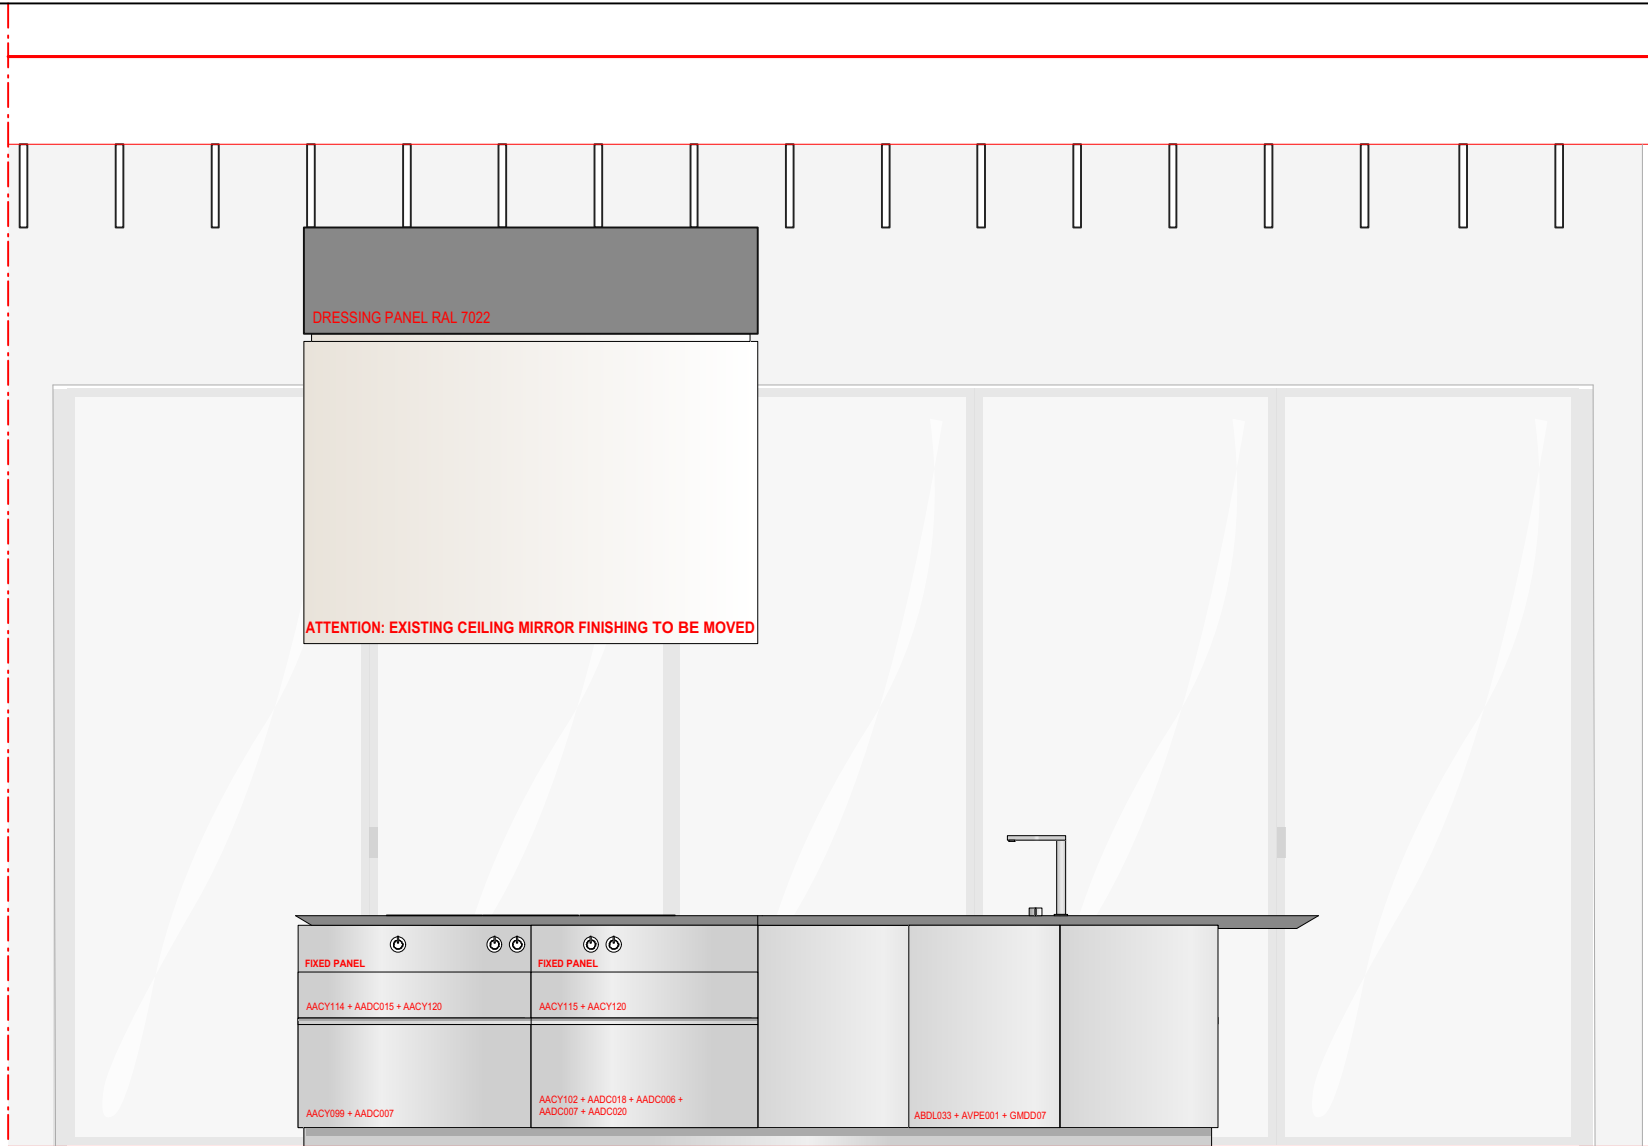 DRESSING PANEL RAL 7022
ATTENTION: EXISTING CEILING MIRROR FINISHING TO BE MOVED
FIXED PANEL
FIXED PANEL
AACY114 + AADC015 + AACY120
AACY115 + AACY120
AACY099 + AADC007
AACY102 + AADC018 + AADC006 +
AADC007 + AADC020
ABDL033 + AVPE001 + GMDD07